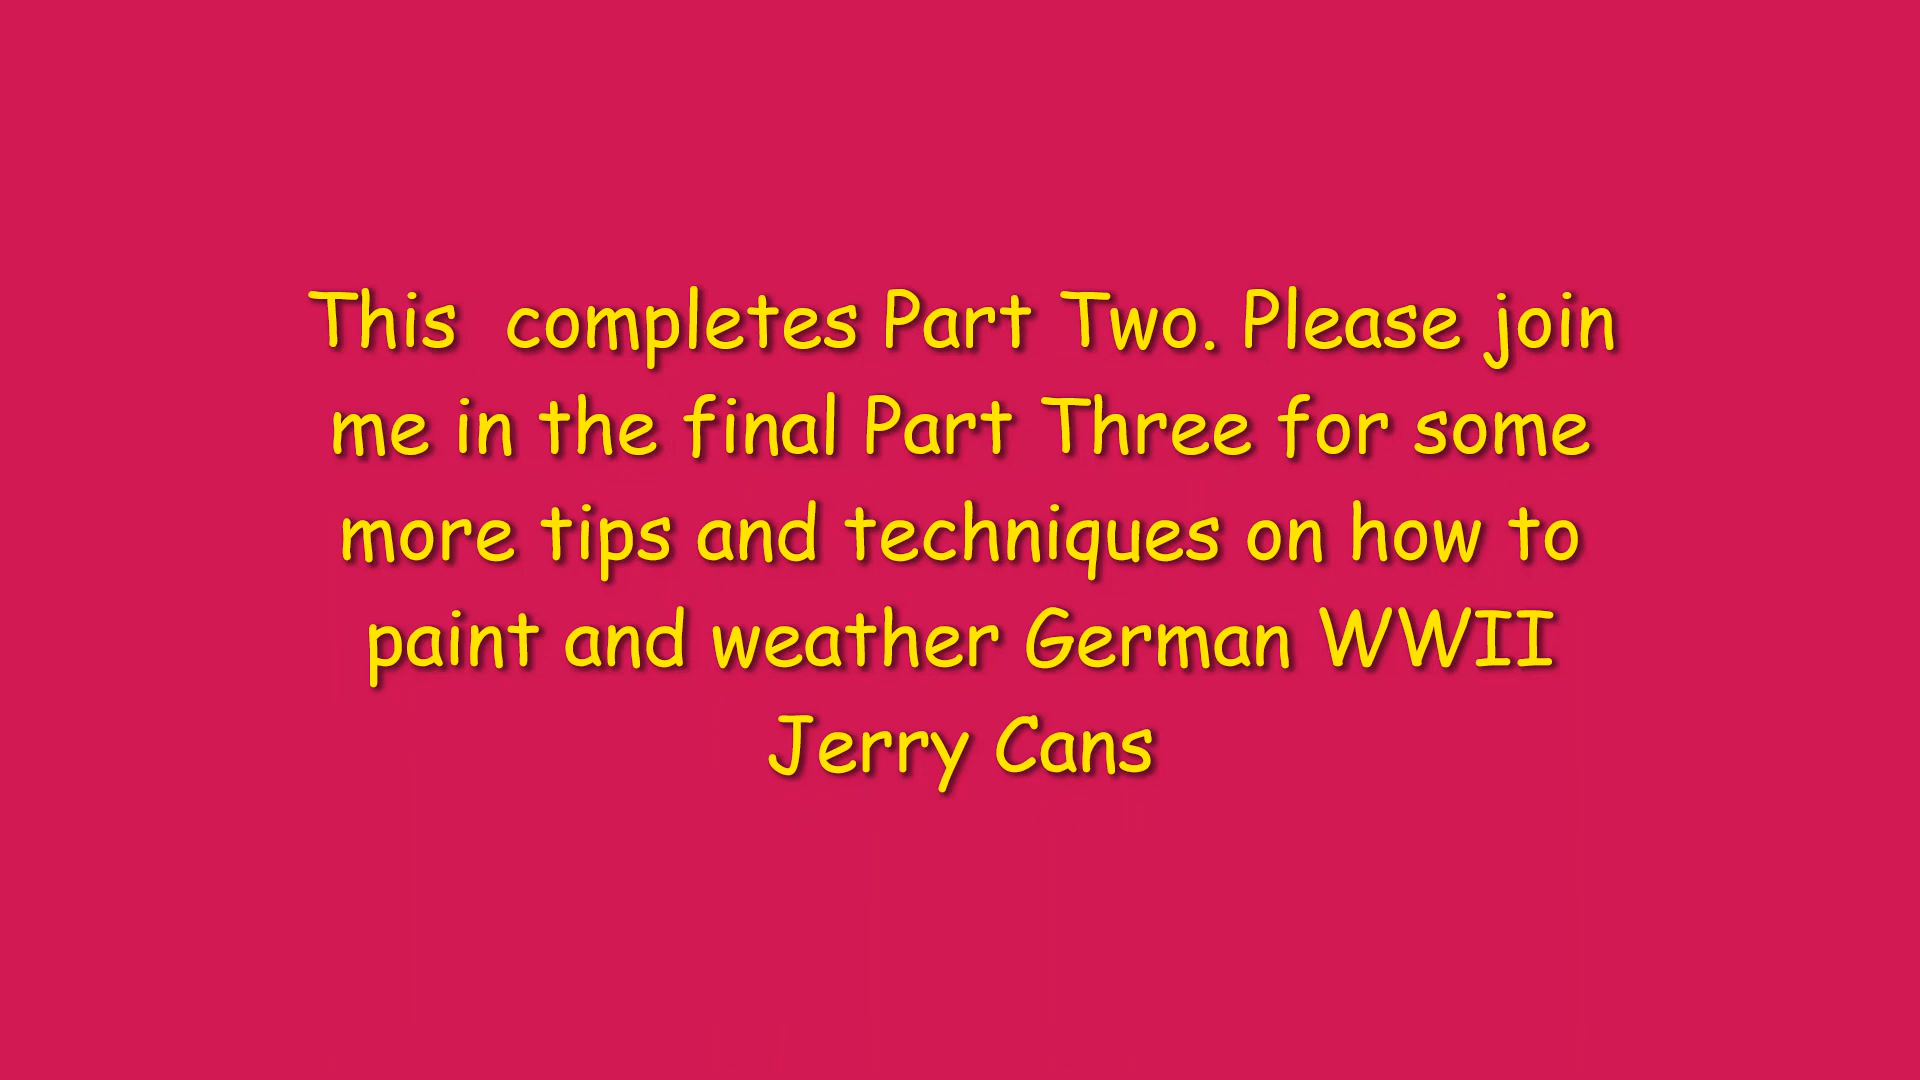 This  completes Part Two. Please join
me in the final Part Three for some
more tips and techniques on how to
paint and weather German WWII
Jerry Cans